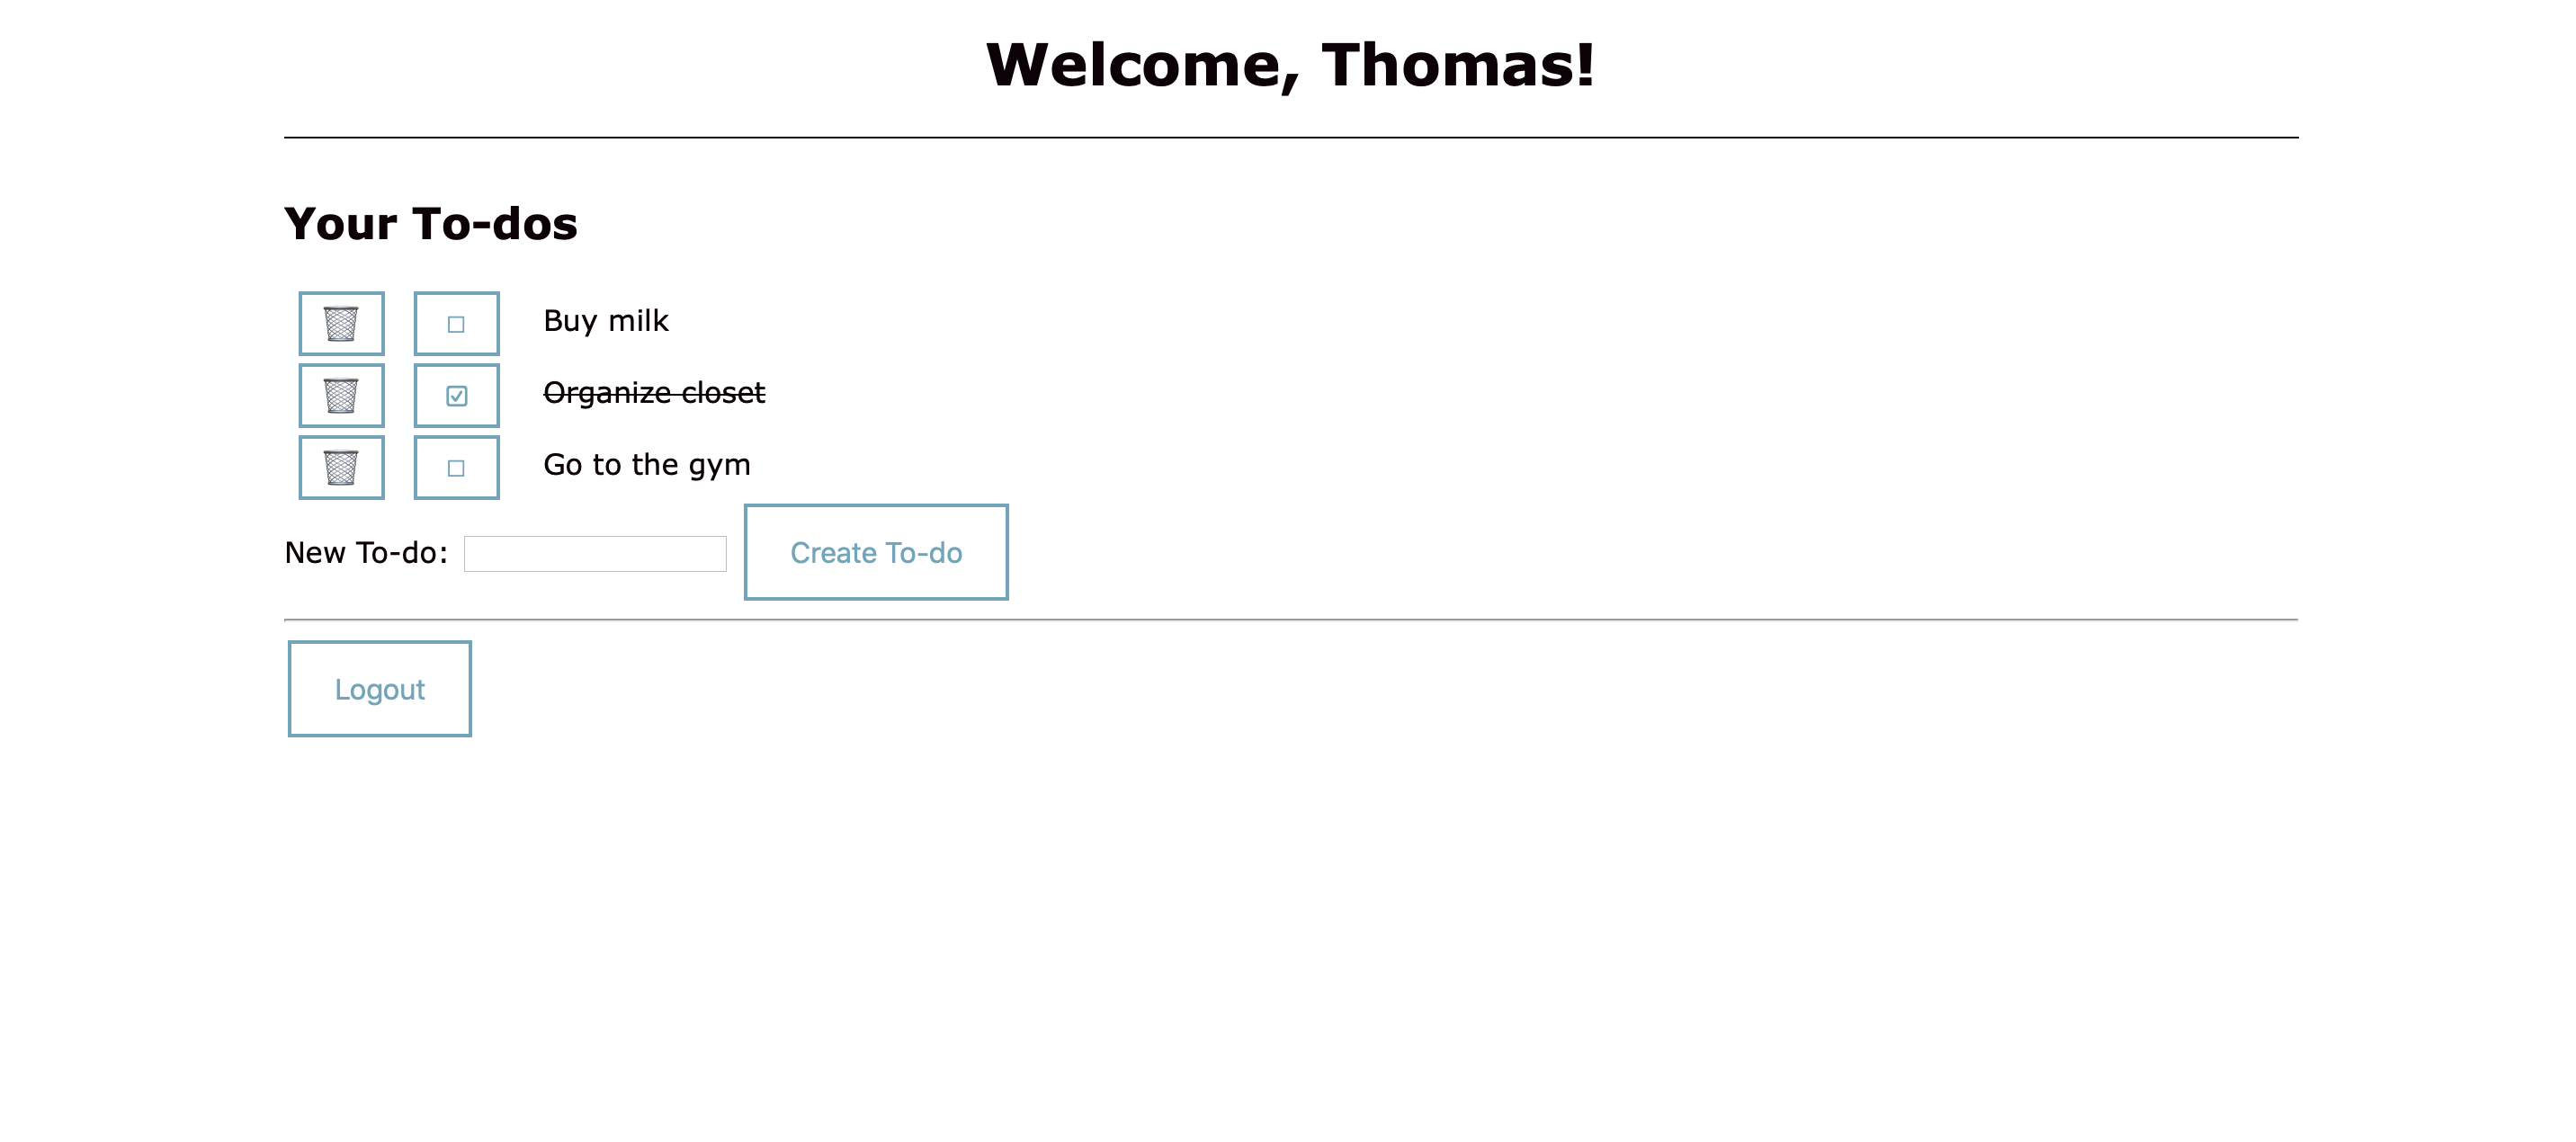 Welcome, Thomas!
Your To-dos
Buy milk
Organize closet
Go to the gym
New To-do: Create To-do
Logout